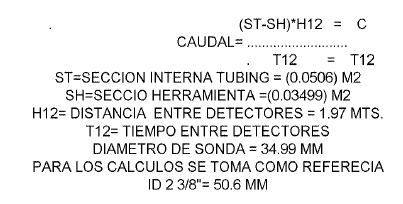 (ST-SH)*H12 = C
CAUDAL= ............................
. T12 = T12
ST=SECCION INTERNA TUBING = (0.0506) M2
SH=SECCIO HERRAMIENTA =(0.03499) M2
H12= DISTANCIA ENTRE DETECTORES = 1.97 MTS.
T12= TIEMPO ENTRE DETECTORES
DIAMETRO DE SONDA = 34.99 MM
PARA LOS CALCULOS SE TOMA COMO REFERECIA
ID 2 3/8"= 50.6 MM